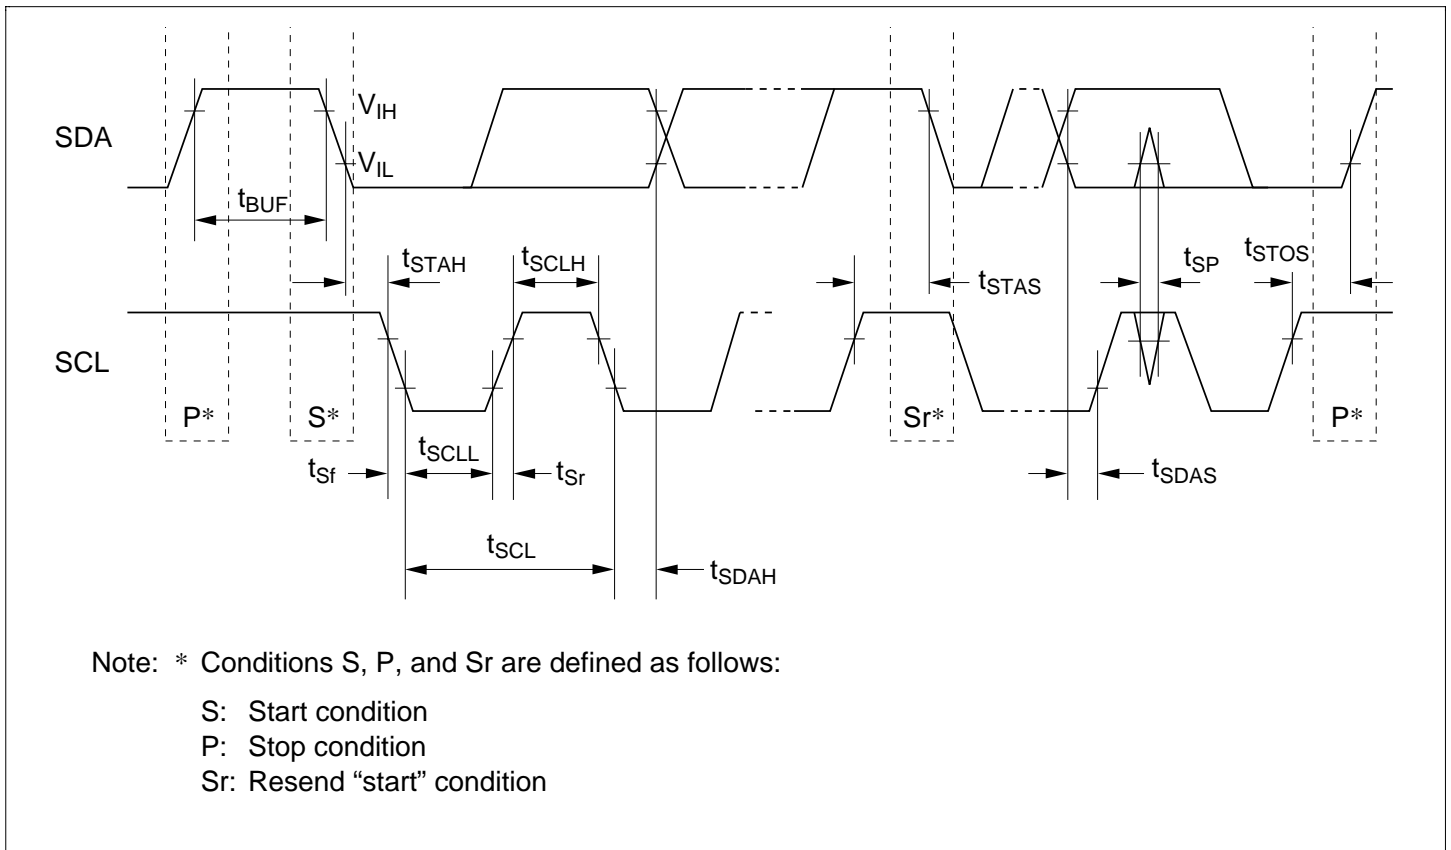 SDA
V_IH
V_IL
t_BUF
t_STAH
t_SCLH
t_STAS
t_SP
t_STOS
SCL
P*
S*
Sr*
P*
t_Sf
t_SCLL
t_Sr
t_SDAS
t_SCL
t_SDAH
Note: * Conditions S, P, and Sr are defined as follows:
S: Start condition
P: Stop condition
Sr: Resend “start” condition